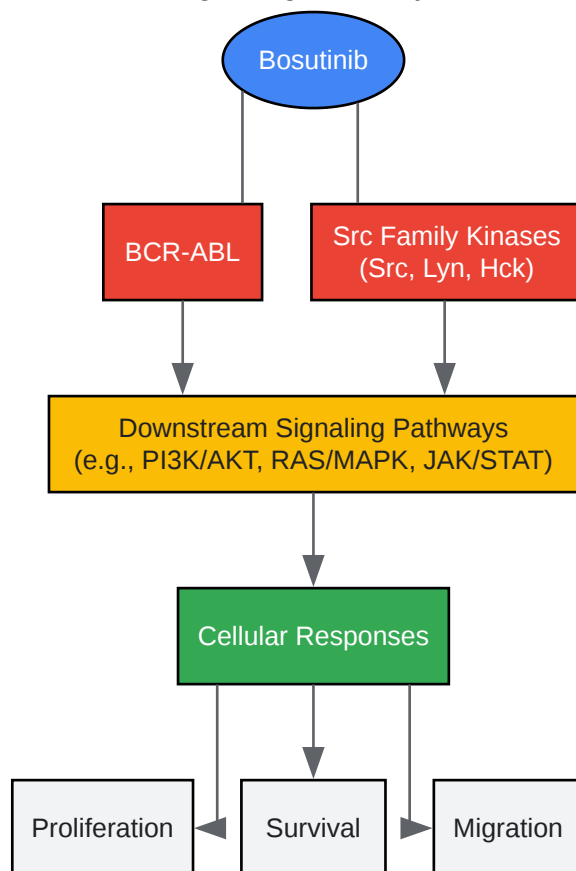 Bosutinib
BCR-ABL
Src Family Kinases
(Src, Lyn, Hck)
Downstream Signaling Pathways
(e.g., PI3K/AKT, RAS/MAPK, JAK/STAT)
Cellular Responses
Proliferation
Survival
Migration